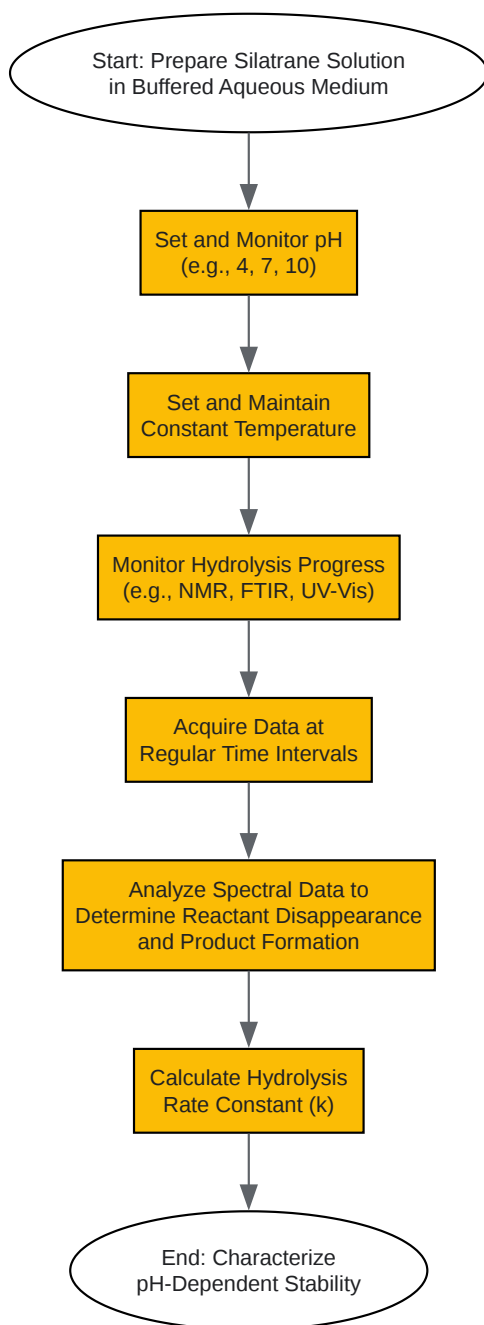 Start: Prepare Silatrane Solution
in Buffered Aqueous Medium
Set and Monitor pH
(e.g., 4, 7, 10)
Set and Maintain
Constant Temperature
Monitor Hydrolysis Progress
(e.g., NMR, FTIR, UV-Vis)
Acquire Data at
Regular Time Intervals
Analyze Spectral Data to
Determine Reactant Disappearance
and Product Formation
Calculate Hydrolysis
Rate Constant (k)
End: Characterize
pH-Dependent Stability